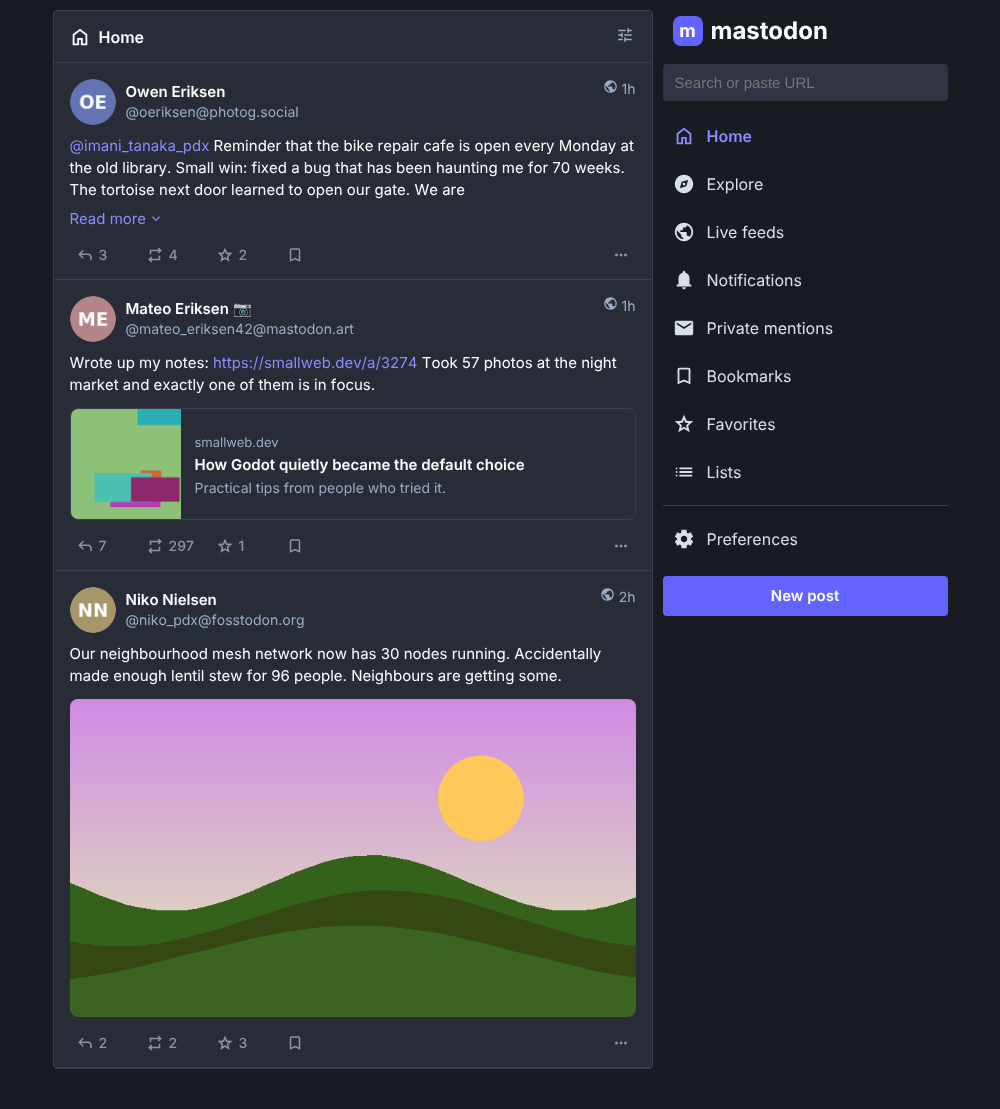 Home
OE
Owen Eriksen
1h
@oeriksen@photog.social
@imani_tanaka_pdx Reminder that the bike repair cafe is open every Monday at
the old library. Small win: fixed a bug that has been haunting me for 70 weeks.
The tortoise next door learned to open our gate. We are
Read more
3 4 2
ME
Mateo Eriksen 📷
1h
@mateo_eriksen42@mastodon.art
Wrote up my notes: https://smallweb.dev/a/3274 Took 57 photos at the night
market and exactly one of them is in focus.
smallweb.dev
How Godot quietly became the default choice
Practical tips from people who tried it.
7 297 1
NN
Niko Nielsen
2h
@niko_pdx@fosstodon.org
Our neighbourhood mesh network now has 30 nodes running. Accidentally
made enough lentil stew for 96 people. Neighbours are getting some.
2 2 3
m mastodon
Search or paste URL
Home
Explore
Live feeds
Notifications
Private mentions
Bookmarks
Favorites
Lists
Preferences
New post